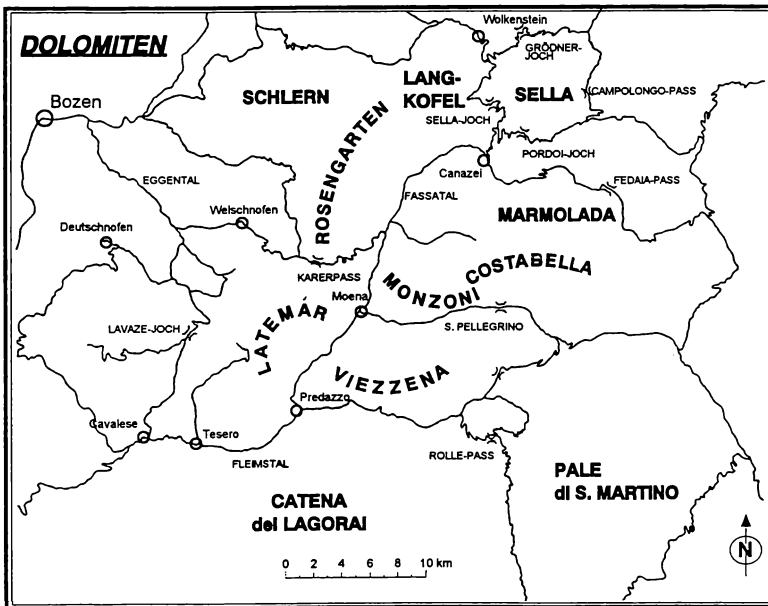 DOLOMITEN
Wolkenstein
GRÖDNER-
JOCH
Bozen
SCHLERN
LANG-
KOFEL
SELLA
CAMPOLONGO-PASS
SELLA-JOCH
ROSENGARTEN
PORDOI-JOCH
EGGENTAL
Canazei
FEDAIA-PASS
FASSATAL
Welschnofen
MARMOLADA
Deutschnofen
KARERPASS
COSTABELLA
MONZONI
Moena
LATEMÁR
LAVAZE-JOCH
S. PELLEGRINO
VIEZZENA
Predazzo
Cavalese
Tesero
FLEIMSTAL
ROLLE-PASS
PALE
di S. MARTINO
CATENA
del LAGORAI
0 2 4 6 8 10 km
N